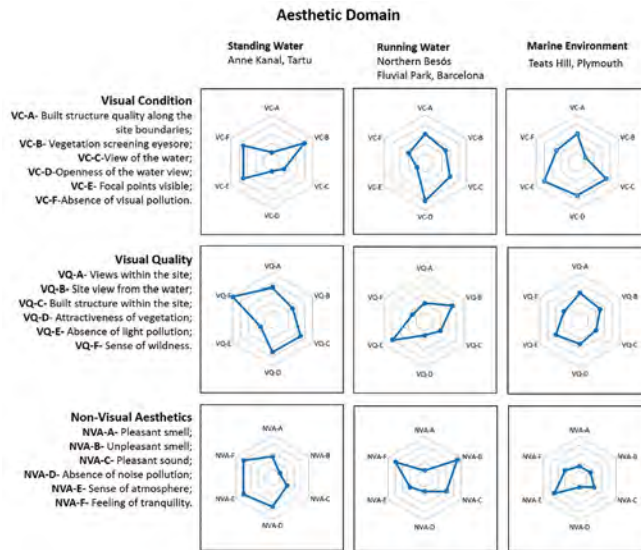 Aesthetic Domain
Standing Water
Anne Kanal, Tartu
Running Water
Northern Besós
Fluvial Park, Barcelona
Marine Environment
Teats Hill, Plymouth
Visual Condition
VC-A- Built structure quality along the
site boundaries;
VC-B- Vegetation screening eyesore;
VC-C-View of the water;
VC-D-Openness of the water view;
VC-E- Focal points visible;
VC-F-Absence of visual pollution.
VC-A
VC-B
VC-C
VC-D
VC-E
VC-F
VC-A
VC-B
VC-C
VC-D
VC-E
VC-F
VC-A
VC-B
VC-C
VC-D
VC-E
VC-F
Visual Quality
VQ-A- Views within the site;
VQ-B- Site view from the water;
VQ-C- Built structure within the site;
VQ-D- Attractiveness of vegetation;
VQ-E- Absence of light pollution;
VQ-F- Sense of wildness.
VQ-A
VQ-B
VQ-C
VQ-D
VQ-E
VQ-F
VQ-A
VQ-B
VQ-C
VQ-D
VQ-E
VQ-F
VQ-A
VQ-B
VQ-C
VQ-D
VQ-E
VQ-F
Non-Visual Aesthetics
NVA-A- Pleasant smell;
NVA-B- Unpleasant smell;
NVA-C- Pleasant sound;
NVA-D- Absence of noise pollution;
NVA-E- Sense of atmosphere;
NVA-F- Feeling of tranquility.
NVA-A
NVA-B
NVA-C
NVA-D
NVA-E
NVA-F
NVA-A
NVA-B
NVA-C
NVA-D
NVA-E
NVA-F
NVA-A
NVA-B
NVA-C
NVA-D
NVA-E
NVA-F